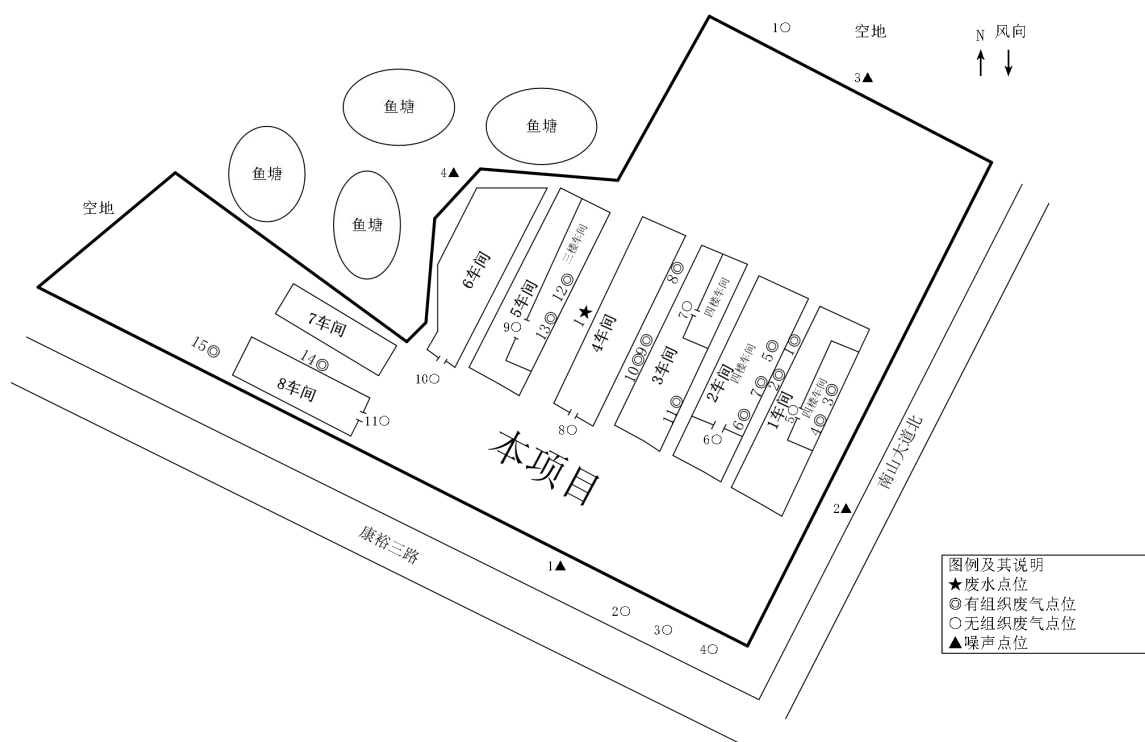 1○
空地
N 风向
3▲
鱼塘
鱼塘
鱼塘
鱼塘
4▲
空地
6车间
三楼车间
5车间
12◎
13◎
9○
1★
4车间
8◎
9◎
10◎
7○
四楼车间
3车间
11◎
四楼车间
2车间
5◎
7◎
6◎
6○
1◎
2◎
四楼车间
3◎
4◎
5○
1车间
7车间
15◎
14◎
8车间
10○
11○
8○
本项目
南山大道北
2▲
康裕三路
1▲
2○
3○
4○
图例及其说明
★废水点位
◎有组织废气点位
○无组织废气点位
▲噪声点位